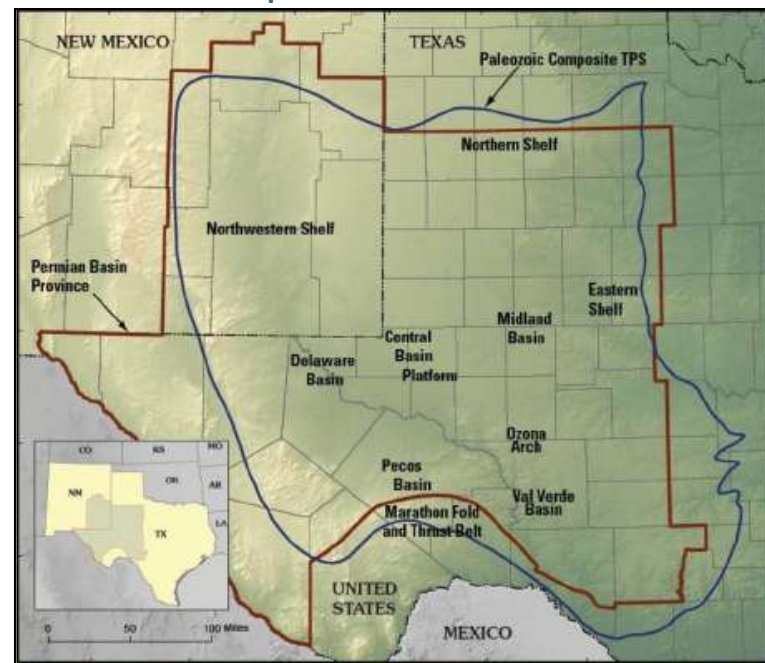 NEW MEXICO
TEXAS
Paleozoic Composite TPS
Northern Shelf
Northwestern Shelf
Permian Basin
Province
Eastern
Shelf
Midland
Basin
Central
Basin
Platform
Delaware
Basin
Ozona
Arch
Pecos
Basin
Val Verde
Basin
Marathon Fold
and Thrust Belt
UNITED
STATES
MEXICO
CO
KS
MO
NM
OK
AR
TX
LA
0 50 100 Miles